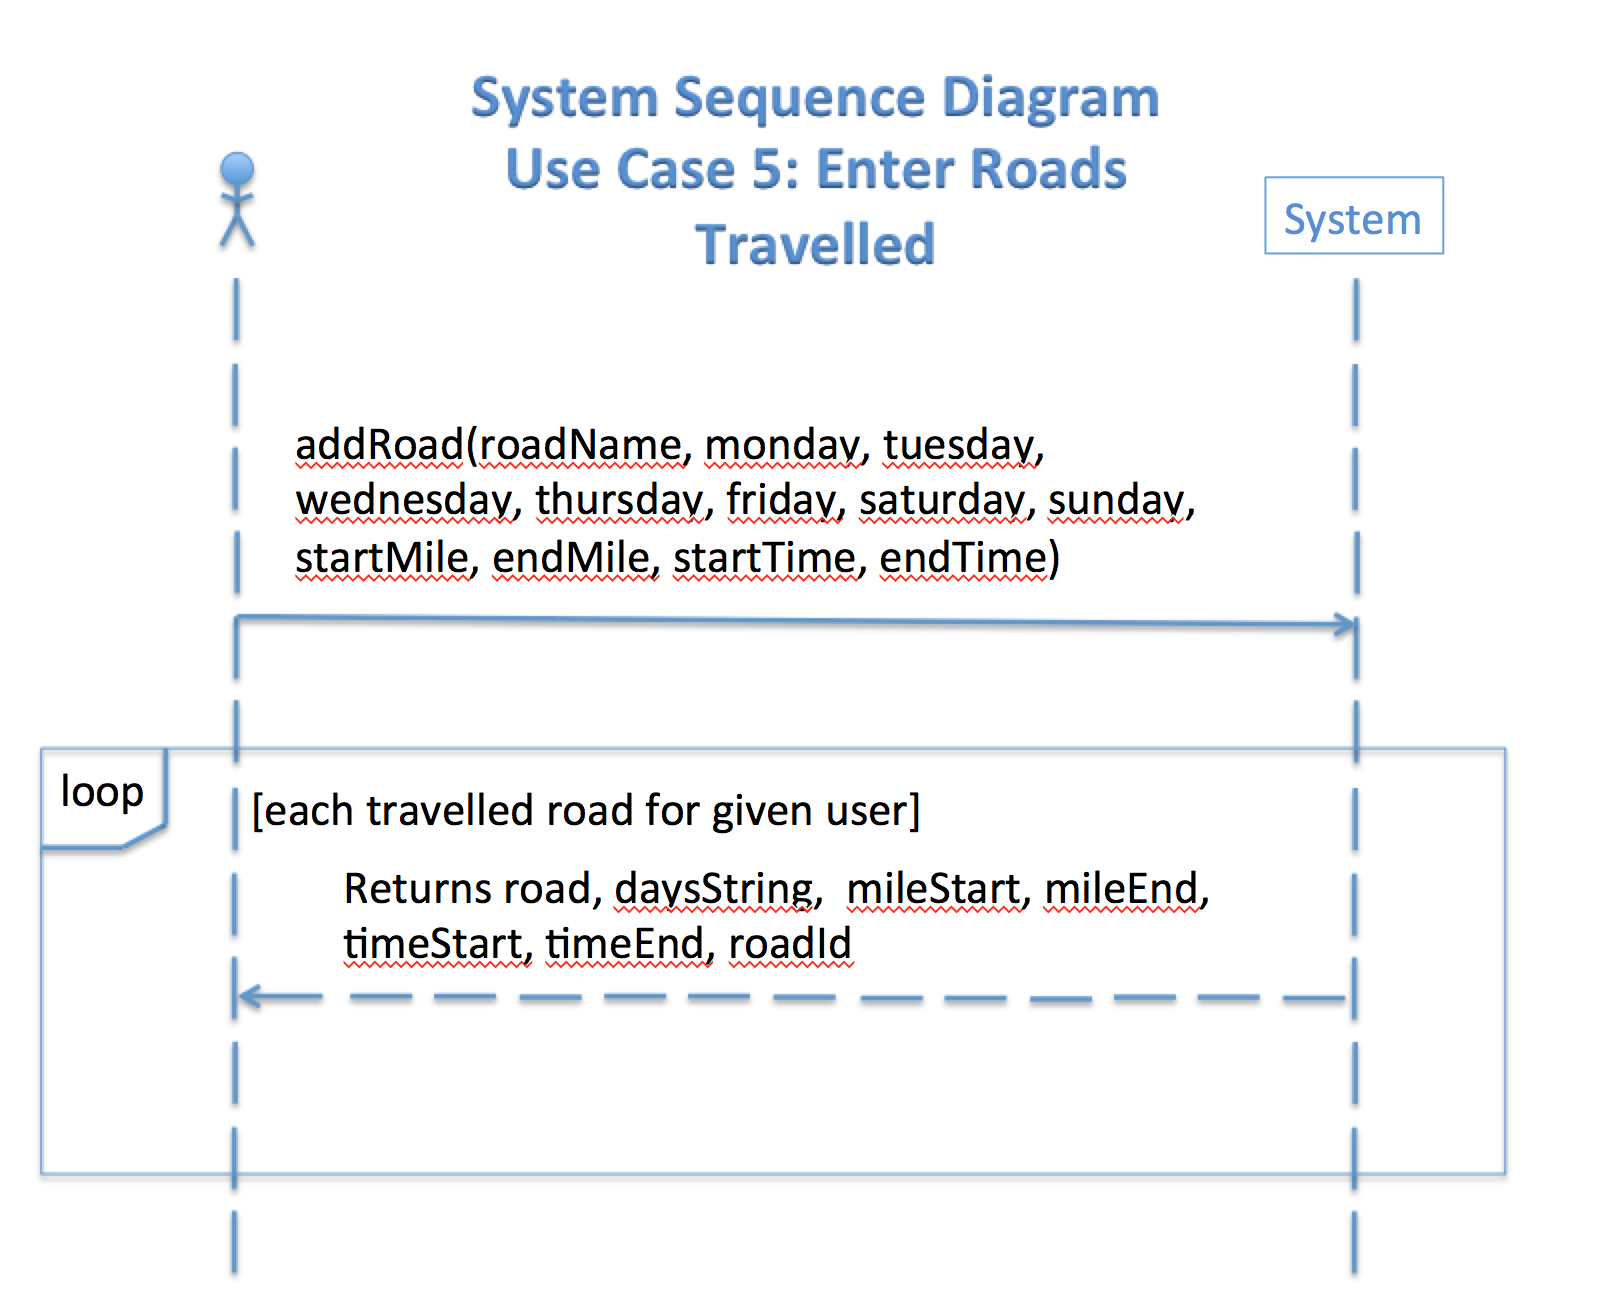 System Sequence Diagram
Use Case 5: Enter Roads
Travelled
System
addRoad(roadName, monday, tuesday,
wednesday, thursday, friday, saturday, sunday,
startMile, endMile, startTime, endTime)
loop
[each travelled road for given user]
Returns road, daysString,  mileStart, mileEnd,
timeStart, timeEnd, roadId